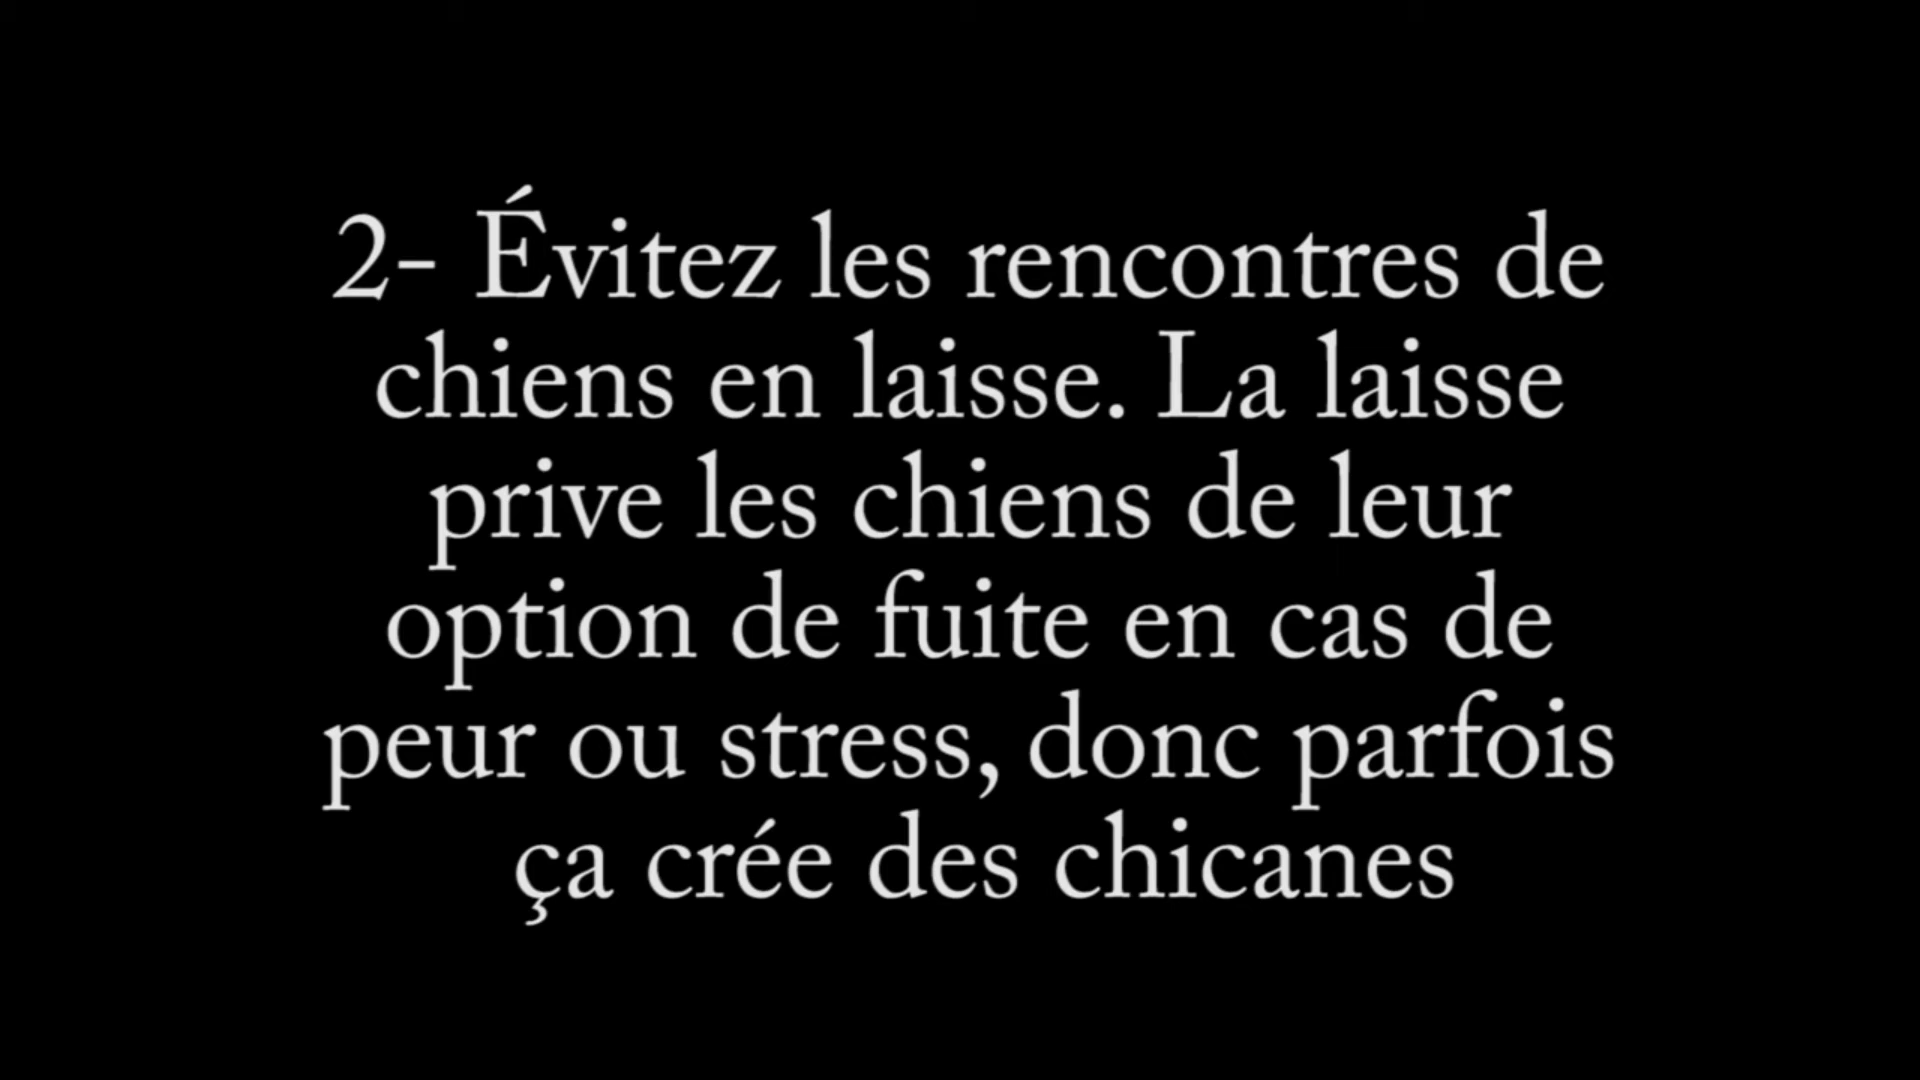 2- Évitez les rencontres de
chiens en laisse. La laisse
prive les chiens de leur
option de fuite en cas de
peur ou stress, donc parfois
ça crée des chicanes